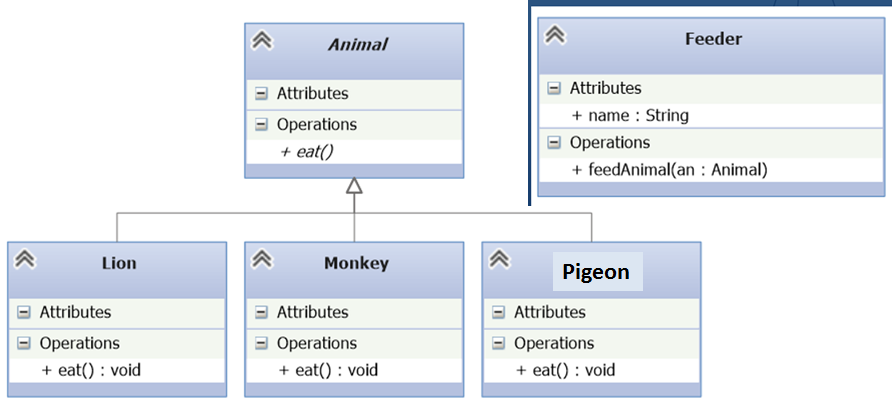 Animal
Attributes
Operations
+ eat()
Feeder
Attributes
+ name : String
Operations
+ feedAnimal(an : Animal)
Lion
Attributes
Operations
+ eat() : void
Monkey
Attributes
Operations
+ eat() : void
Pigeon
Attributes
Operations
+ eat() : void